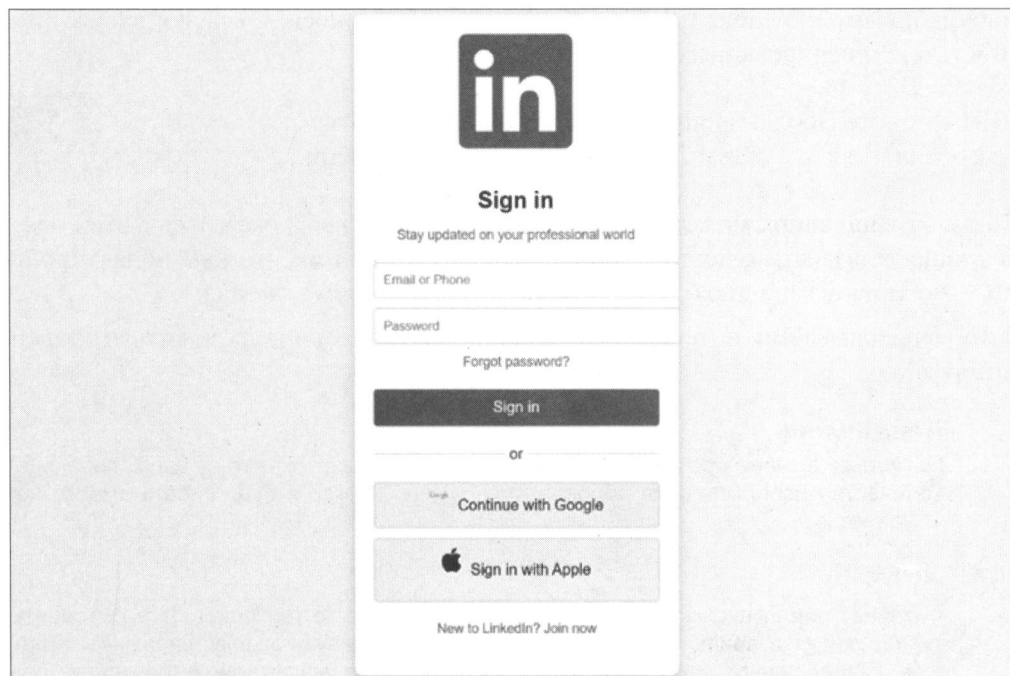 in
Sign in
Stay updated on your professional world
Email or Phone
Password
Forgot password?
Sign in
or
Google
Continue with Google
Sign in with Apple
New to LinkedIn? Join now